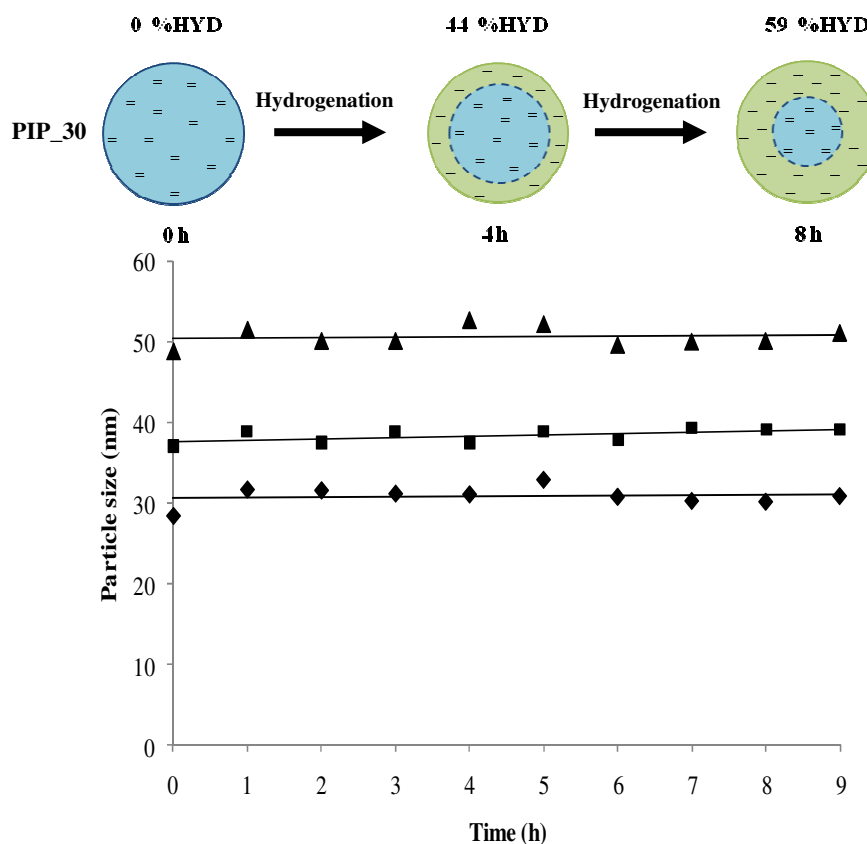 0 %HYD 44 %HYD 59 %HYD
PIP_30 Hydrogenation Hydrogenation
0 h 4 h 8 h
60
50
40
30
20
10
0
Particle size (nm)
0 1 2 3 4 5 6 7 8 9
Time (h)